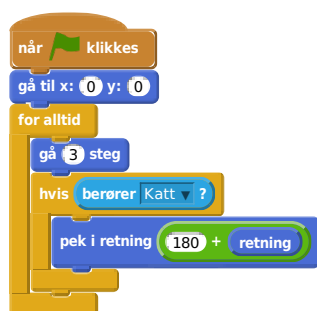 når klikkes
gå til x: 0 y: 0
for alltid
gå 3 steg
hvis berører Katt ?
pek i retning 180 + retning